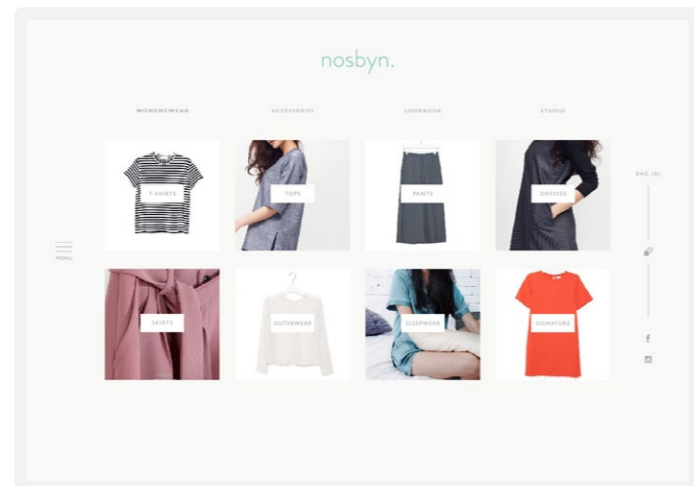 nosbyn.
WOMENSWEAR ACCESSORIES LOOKBOOK STUDIO
BAG (0)
T-SHIRTS TOPS PANTS DRESSES
MENU
SKIRTS OUTERWEAR SLEEPWEAR SIGNATURE